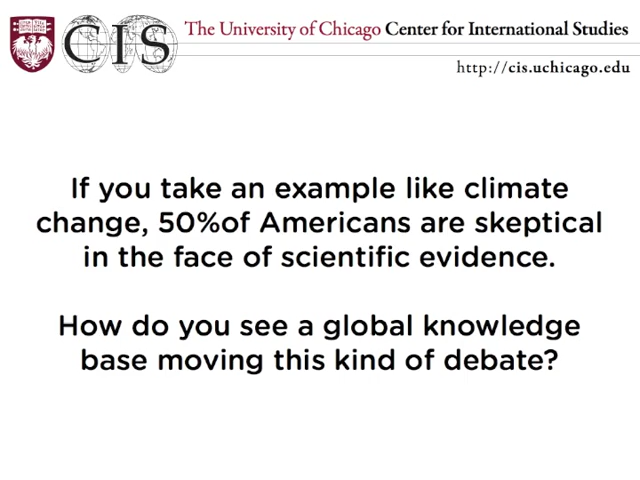 CIS The University of Chicago Center for International Studies
http://cis.uchicago.edu
If you take an example like climate
change, 50%of Americans are skeptical
in the face of scientific evidence.
How do you see a global knowledge
base moving this kind of debate?